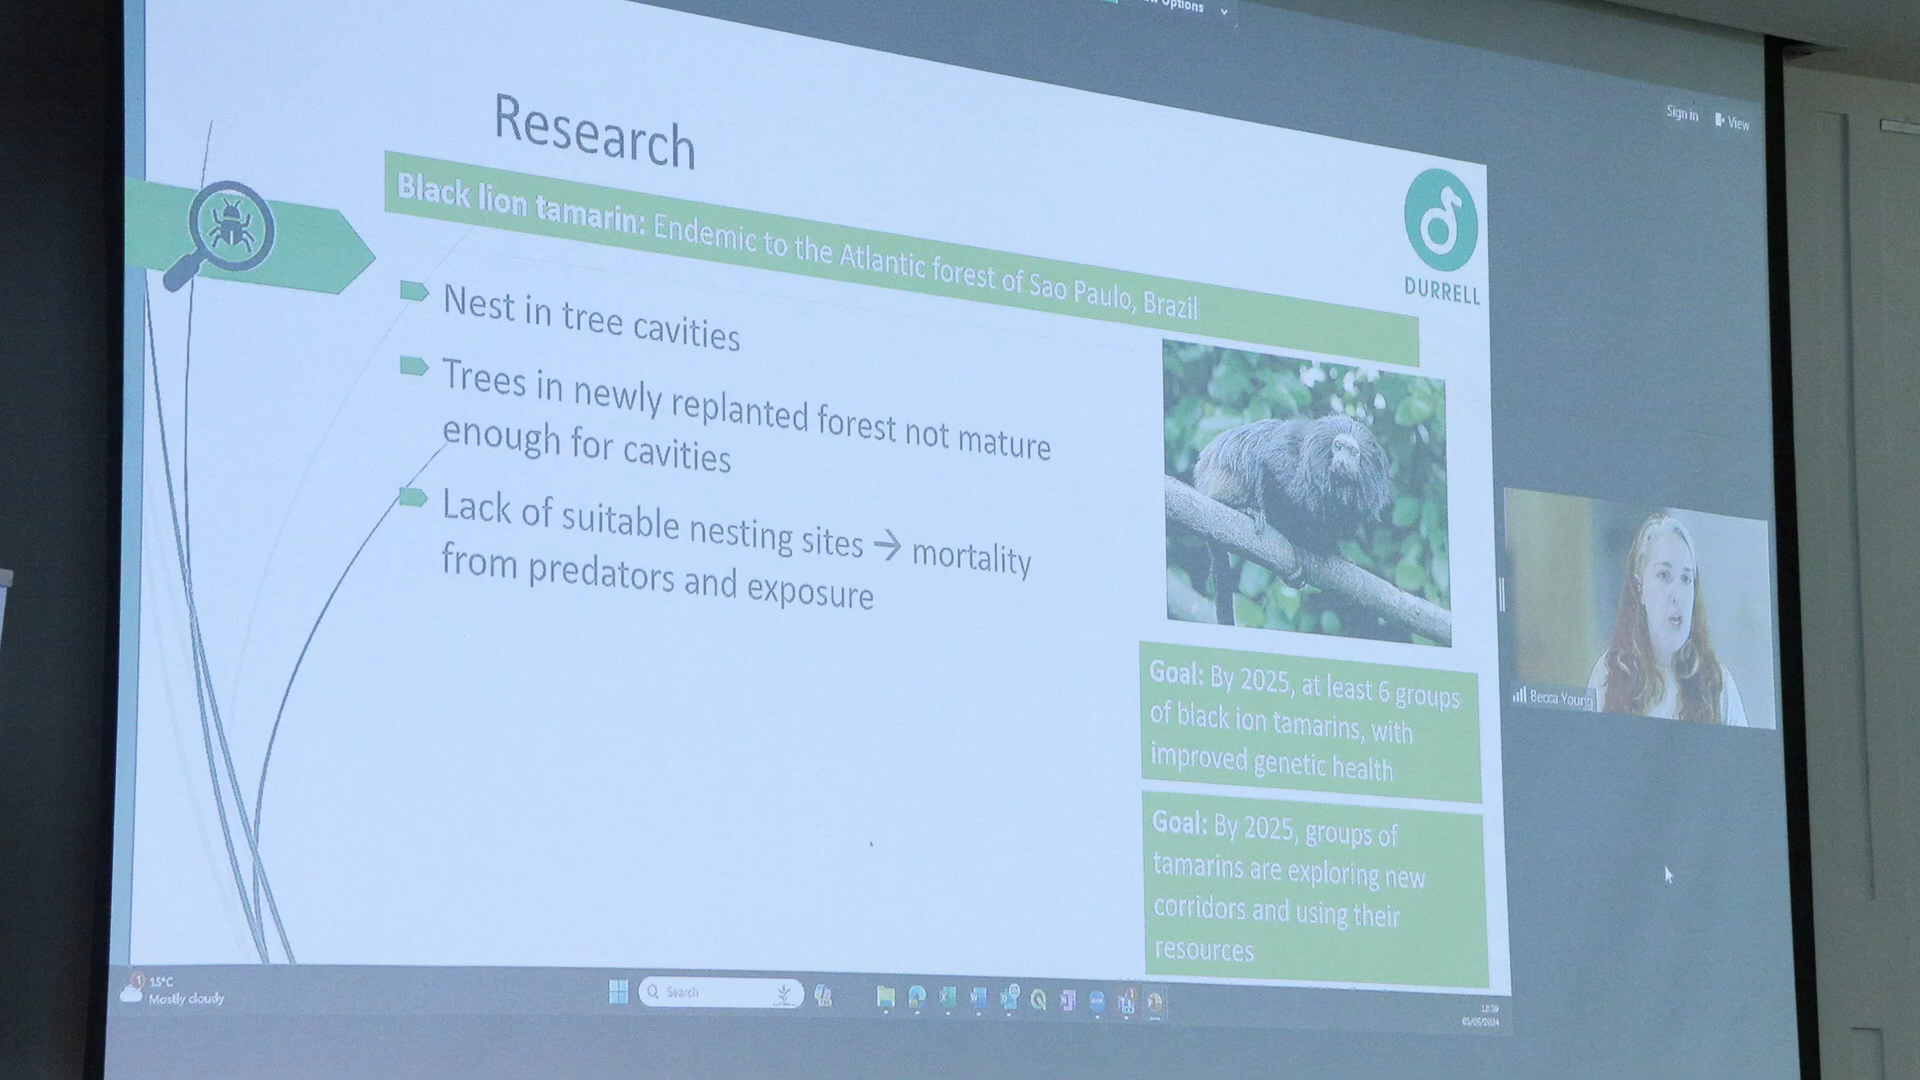 Options
Sign in View
Research
DURRELL
Black lion tamarin: Endemic to the Atlantic forest of Sao Paulo, Brazil
Nest in tree cavities
Trees in newly replanted forest not mature
enough for cavities
Lack of suitable nesting sites → mortality
from predators and exposure
Goal: By 2025, at least 6 groups
of black ion tamarins, with
improved genetic health
Goal: By 2025, groups of
tamarins are exploring new
corridors and using their
resources
Becca Young
1
15°C
Mostly cloudy
Search